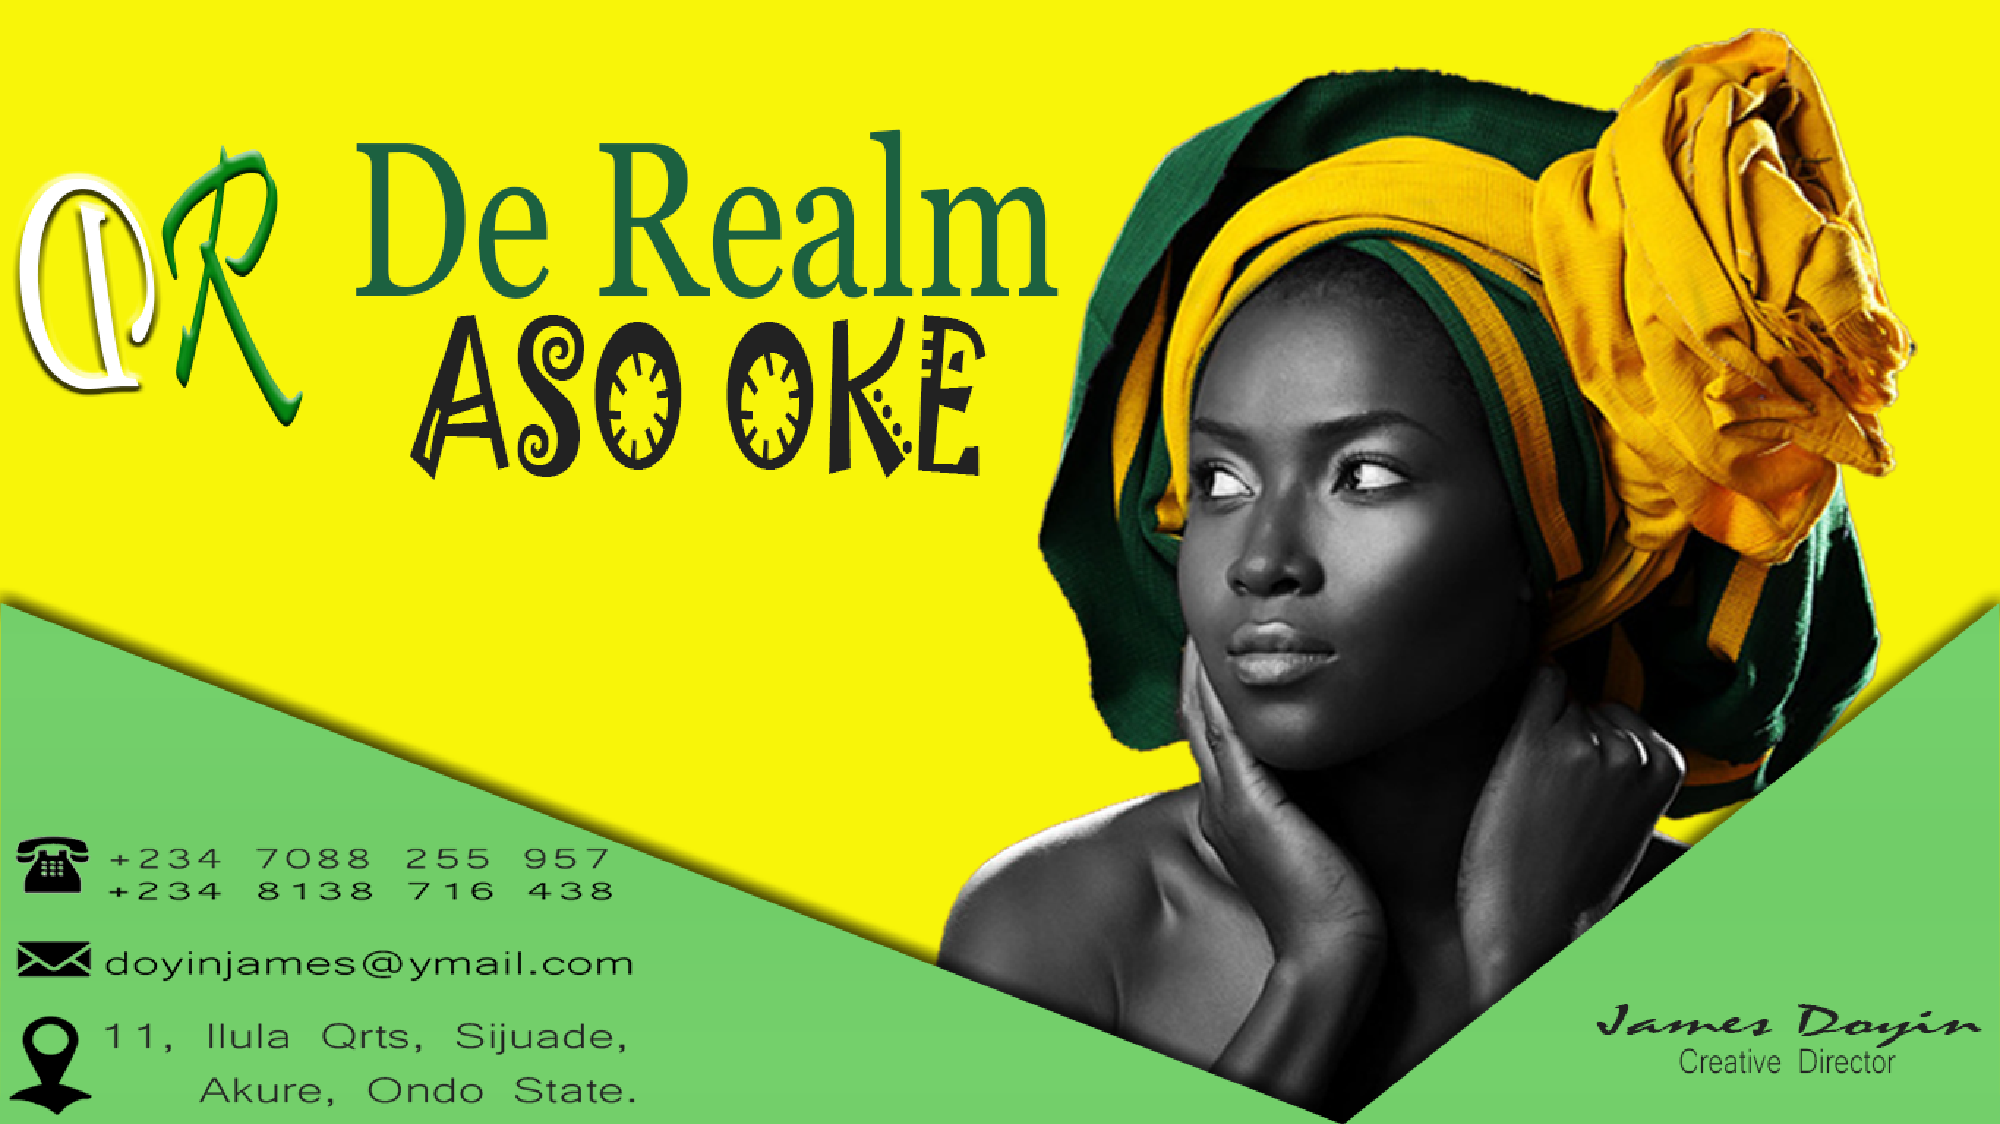 DR
De Realm
ASO OKE
+234 7088 255 957
+234 8138 716 438
doyinjames@ymail.com
11, Ilula Qrts, Sijuade,
Akure, Ondo State.
James Doyin
Creative Director